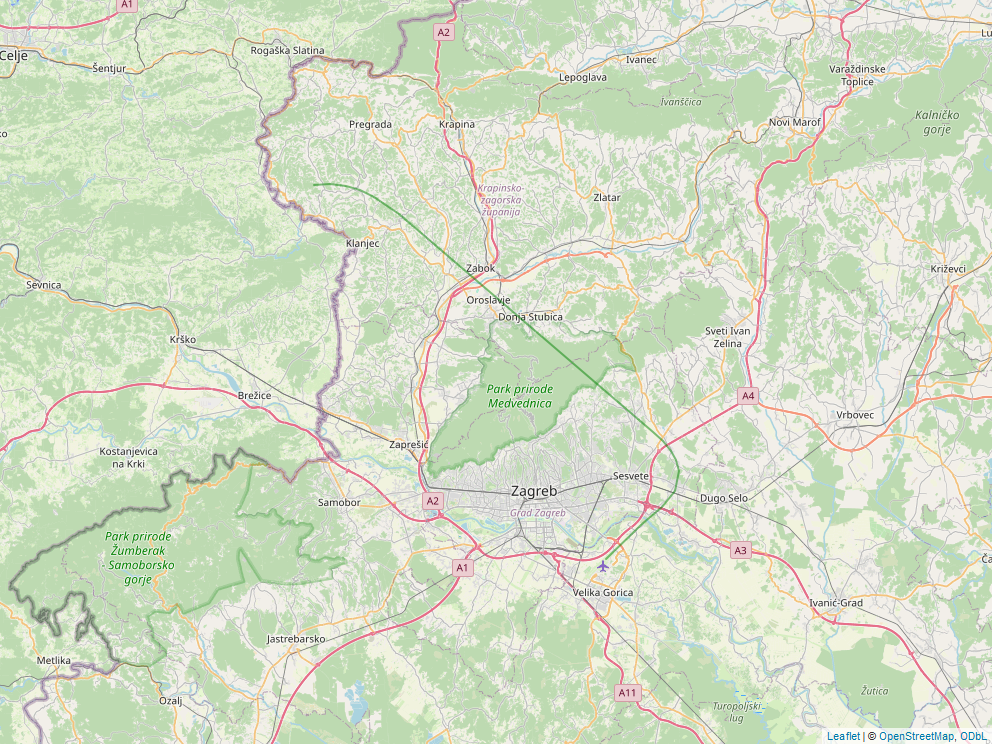 A1
A2
Celje
Rogaška Slatina
Šentjur
Ivanec
Lepoglava
Varaždinske
Toplice
Ivanščica
Kalničko
gorje
Pregrada
Krapina
Novi Marof
Krapinsko-
zagorska
županija
Zlatar
Klanjec
Zabok
Križevci
Sevnica
Oroslavje
Donja Stubica
Sveti Ivan
Zelina
Krško
Park prirode
Medvednica
Brežice
A4
Vrbovec
Zaprešić
Kostanjevica
na Krki
Sesvete
Zagreb
Dugo Selo
Samobor
A2
Grad Zagreb
Park prirode
Žumberak -
Samoborsko
gorje
A3
A1
Velika Gorica
Ivanić-Grad
Jastrebarsko
Metlika
Ozalj
A11
Žutica
Turopoljski
lug
Leaflet | © OpenStreetMap, ODbL